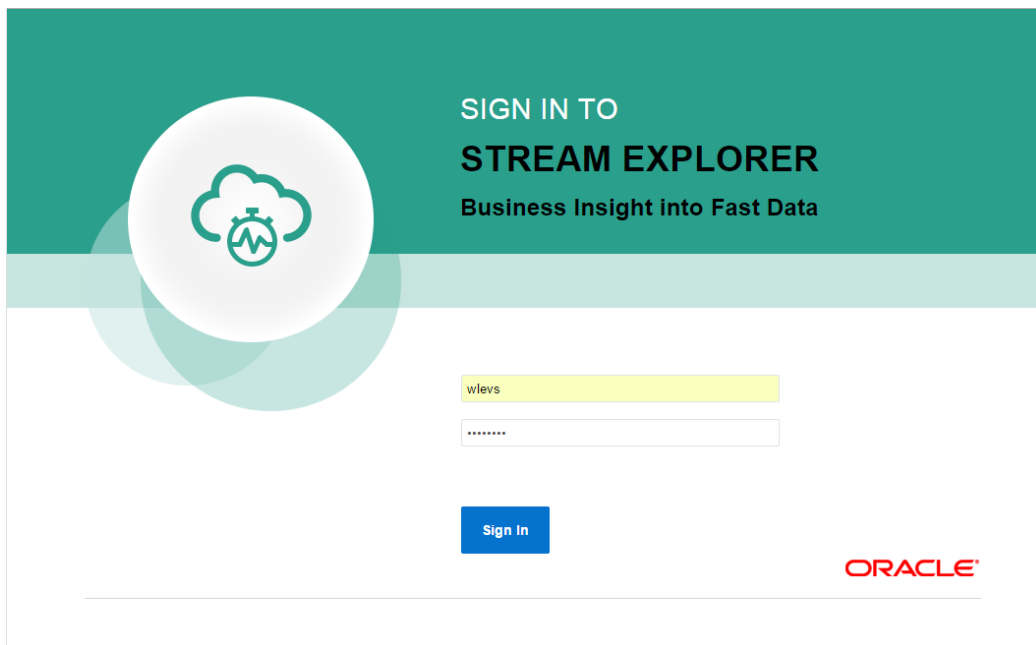 SIGN IN TO
STREAM EXPLORER
Business Insight into Fast Data
wlevs
••••••••
Sign In
ORACLE®